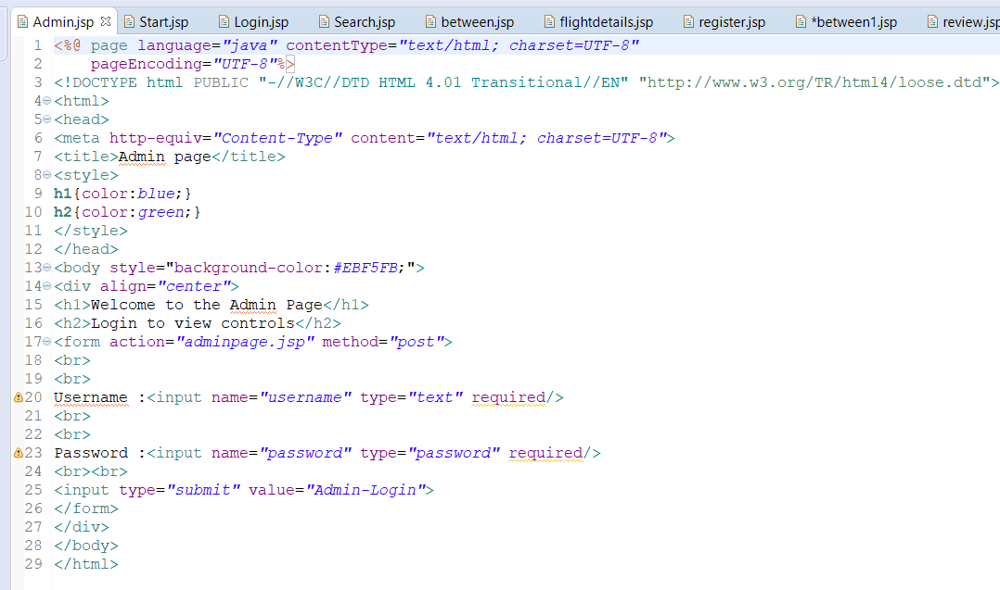 Admin.jsp Start.jsp Login.jsp Search.jsp between.jsp flightdetails.jsp register.jsp *between1.jsp review.jsp
1 <%@ page language="java" contentType="text/html; charset=UTF-8"
2 pageEncoding="UTF-8"%>
3 <!DOCTYPE html PUBLIC "-//W3C//DTD HTML 4.01 Transitional//EN" "http://www.w3.org/TR/html4/loose.dtd">
4 <html>
5 <head>
6 <meta http-equiv="Content-Type" content="text/html; charset=UTF-8">
7 <title>Admin page</title>
8 <style>
9 h1{color:blue;}
10 h2{color:green;}
11 </style>
12 </head>
13 <body style="background-color:#EBF5FB;">
14 <div align="center">
15 <h1>Welcome to the Admin Page</h1>
16 <h2>Login to view controls</h2>
17 <form action="adminpage.jsp" method="post">
18 <br>
19 <br>
20 Username :<input name="username" type="text" required/>
21 <br>
22 <br>
23 Password :<input name="password" type="password" required/>
24 <br><br>
25 <input type="submit" value="Admin-Login">
26 </form>
27 </div>
28 </body>
29 </html>